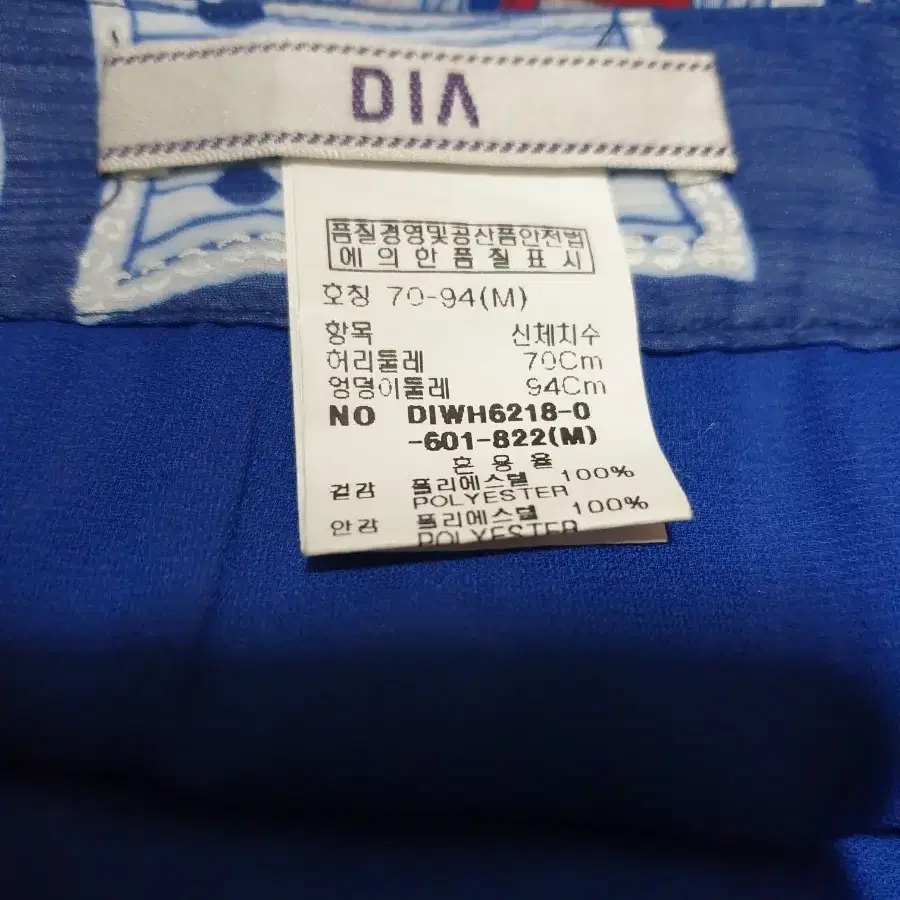 DIA
품질경영및공산품안전법
에 의 한 품 질 표 시
호칭 70-94(M)
항목 신체치수
허리둘레 70Cm
엉덩이둘레 94Cm
NO DIWH6218-0
-601-822(M)
혼 용 율
겉감 폴리에스텔 100%
POLYESTER
안감 폴리에스텔 100%
POLYESTER